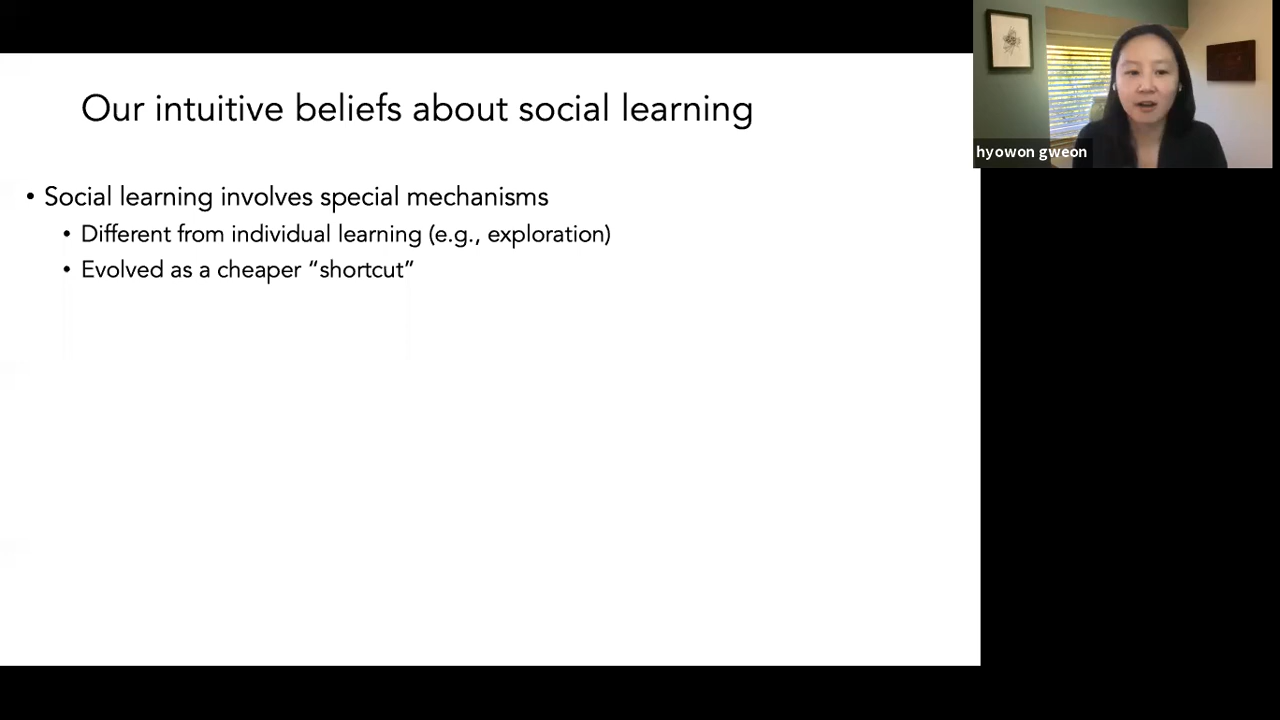 Our intuitive beliefs about social learning
hyowon gweon
• Social learning involves special mechanisms
• Different from individual learning (e.g., exploration)
• Evolved as a cheaper “shortcut”